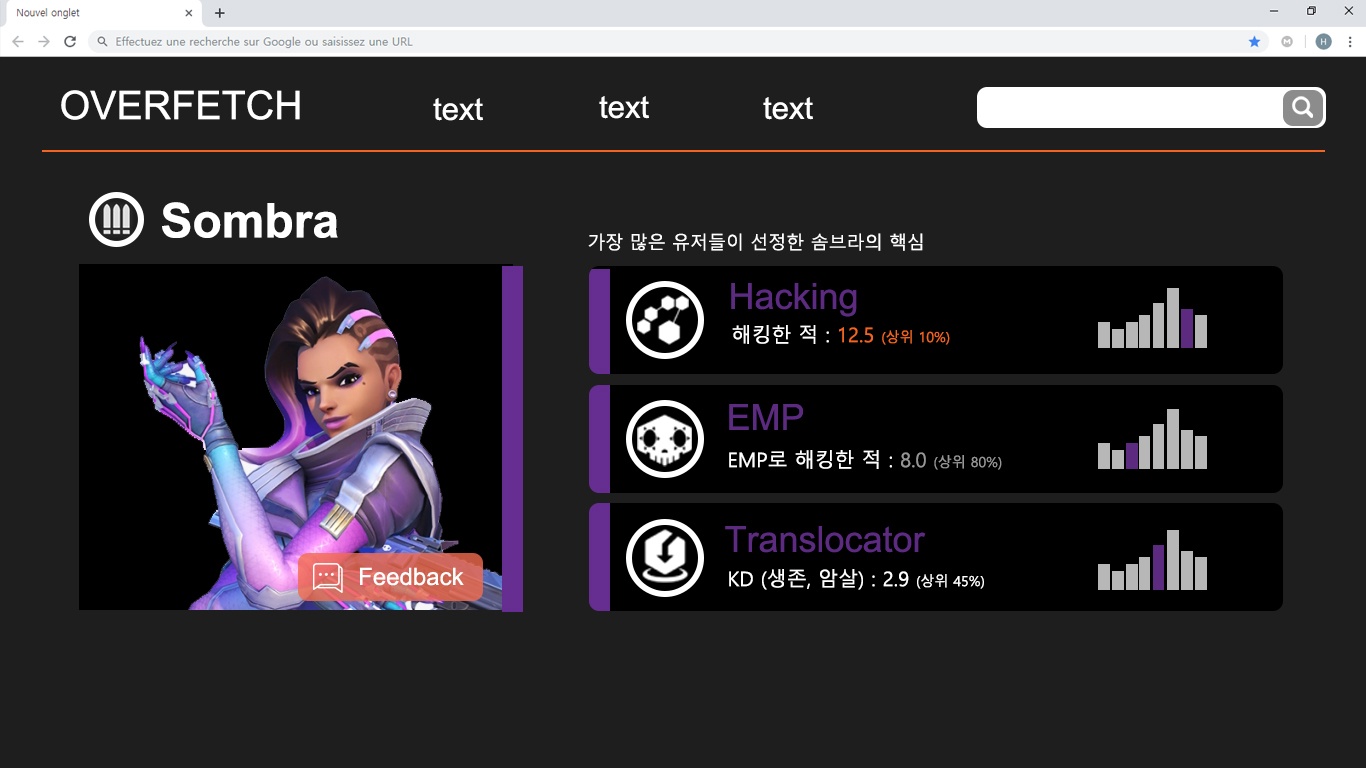 Nouvel onglet
Effectuez une recherche sur Google ou saisissez une URL
H
OVERFETCH
text
text
text
Sombra
가장 많은 유저들이 선정한 솜브라의 핵심
Hacking
해킹한 적 : 12.5 (상위 10%)
EMP
EMP로 해킹한 적 : 8.0 (상위 80%)
Translocator
KD (생존, 암살) : 2.9 (상위 45%)
Feedback